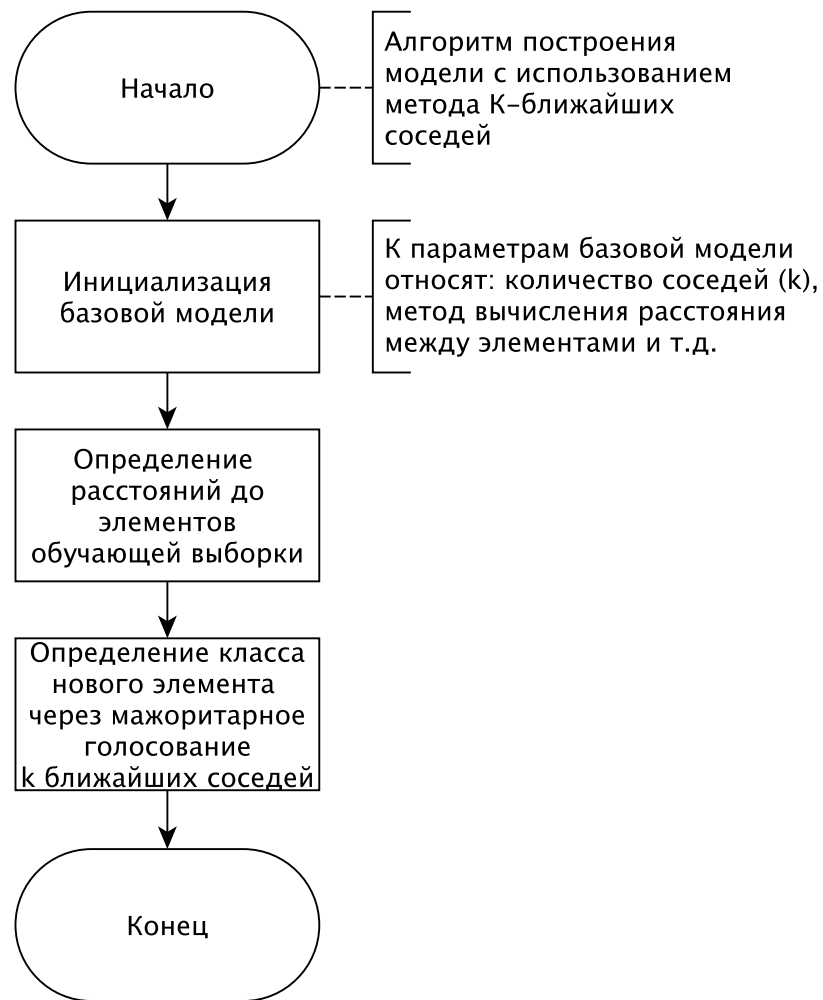 Начало
Алгоритм построения
модели с использованием
метода К-ближайших
соседей
Инициализация
базовой модели
К параметрам базовой модели
относят: количество соседей (k),
метод вычисления расстояния
между элементами и т.д.
Определение
расстояний до
элементов
обучающей выборки
Определение класса
нового элемента
через мажоритарное
голосование
k ближайших соседей
Конец